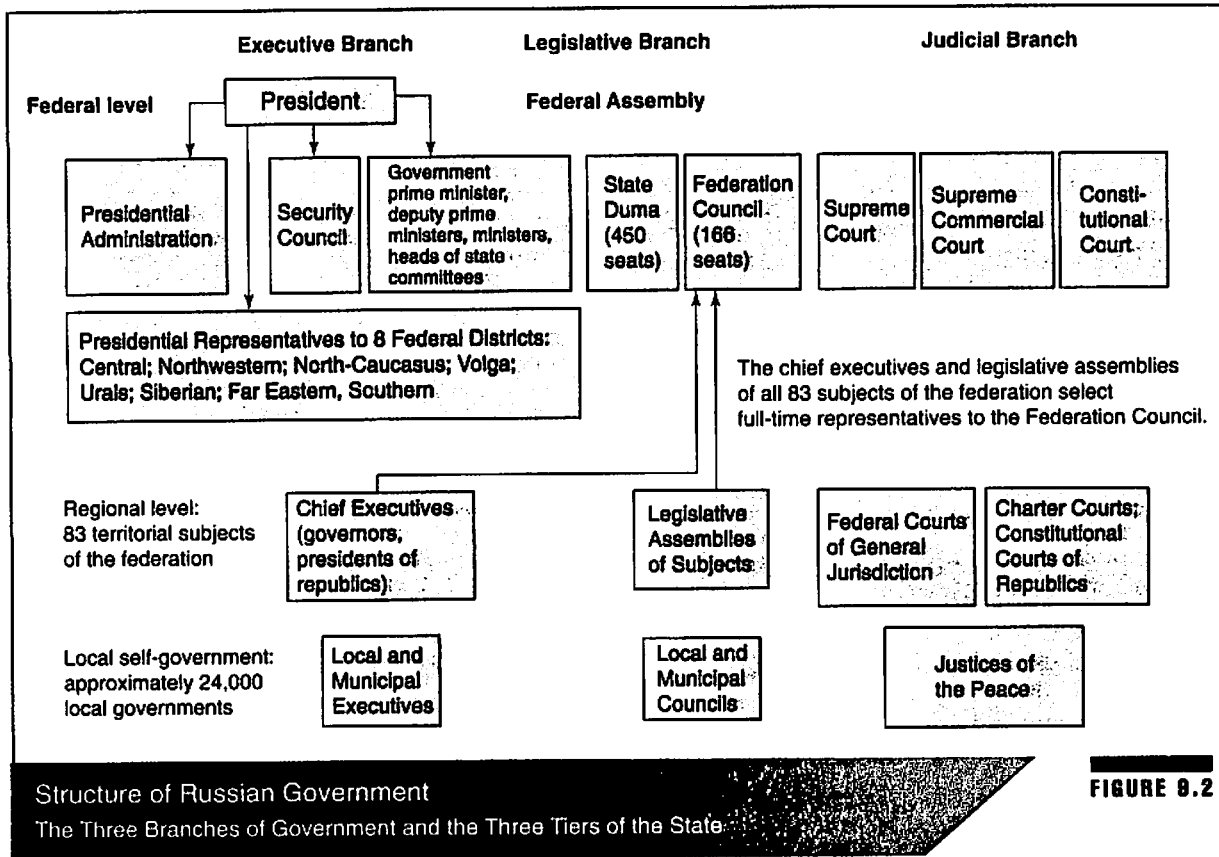 Executive Branch
Legislative Branch
Judicial Branch
Federal level
President
Federal Assembly
Presidential
Administration
Security
Council
Government
prime minister,
deputy prime
ministers, ministers,
heads of state
committees
State
Duma
(450
seats)
Federation
Council
(166
seats)
Supreme
Court
Supreme
Commercial
Court
Consti-
tutional
Court
Presidential Representatives to 8 Federal Districts:
Central; Northwestern; North-Caucasus; Volga;
Urals; Siberian; Far Eastern, Southern
The chief executives and legislative assemblies
of all 83 subjects of the federation select
full-time representatives to the Federation Council.
Regional level:
83 territorial subjects
of the federation
Chief Executives
(governors,
presidents of
republics)
Legislative
Assemblies
of Subjects
Federal Courts
of General
Jurisdiction
Charter Courts;
Constitutional
Courts of
Republics
Local self-government:
approximately 24,000
local governments
Local and
Municipal
Executives
Local and
Municipal
Councils
Justices of
the Peace
Structure of Russian Government
The Three Branches of Government and the Three Tiers of the State
FIGURE 9.2